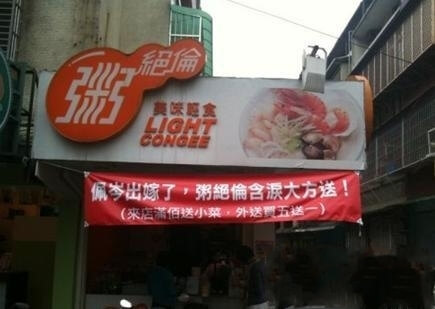 粥
絕倫
美味輕食
LIGHT
CONGEE
佩岑出嫁了，粥絕倫含淚大方送！
(來店滿佰送小菜，外送買五送一)